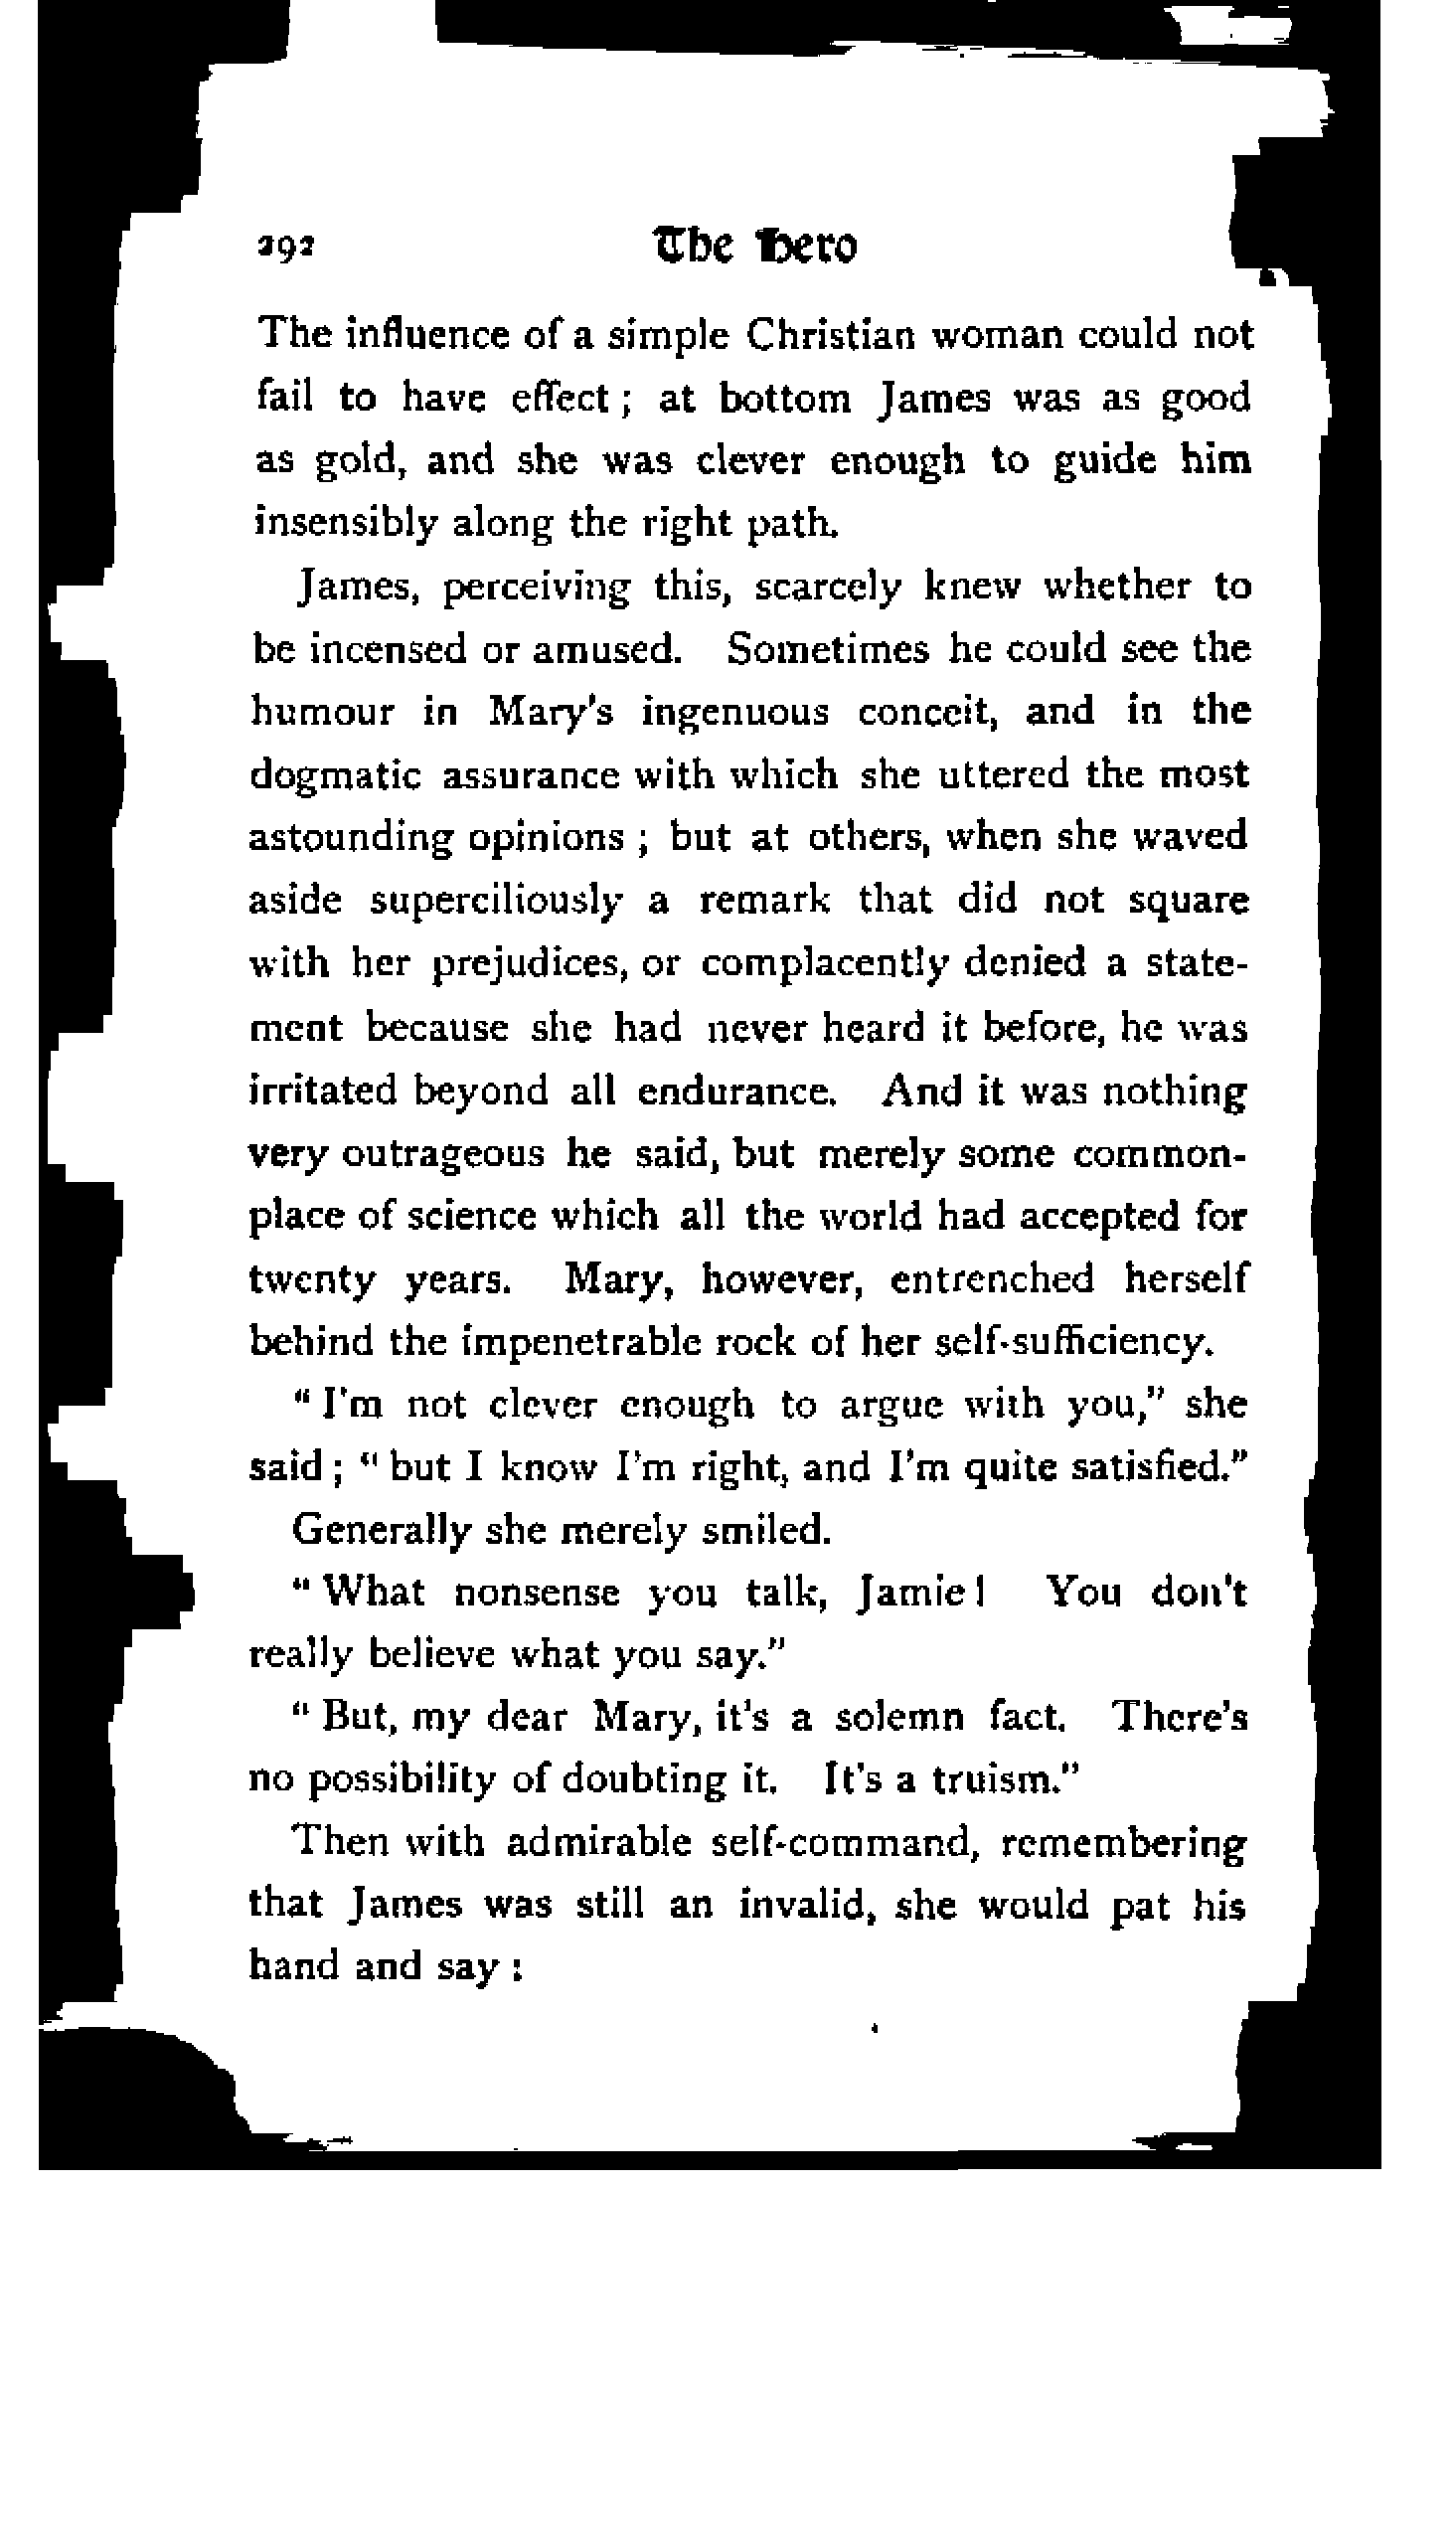 292 The Hero
The influence of a simple Christian woman could not
fail to have effect; at bottom James was as good
as gold, and she was clever enough to guide him
insensibly along the right path.
James, perceiving this, scarcely knew whether to
be incensed or amused. Sometimes he could see the
humour in Mary's ingenuous conceit, and in the
dogmatic assurance with which she uttered the most
astounding opinions; but at others, when she waved
aside superciliously a remark that did not square
with her prejudices, or complacently denied a state-
ment because she had never heard it before, he was
irritated beyond all endurance. And it was nothing
very outrageous he said, but merely some common-
place of science which all the world had accepted for
twenty years. Mary, however, entrenched herself
behind the impenetrable rock of her self-sufficiency.
"I'm not clever enough to argue with you," she
said; "but I know I'm right, and I'm quite satisfied."
Generally she merely smiled.
"What nonsense you talk, Jamie! You don't
really believe what you say."
"But, my dear Mary, it's a solemn fact. There's
no possibility of doubting it. It's a truism."
Then with admirable self-command, remembering
that James was still an invalid, she would pat his
hand and say: